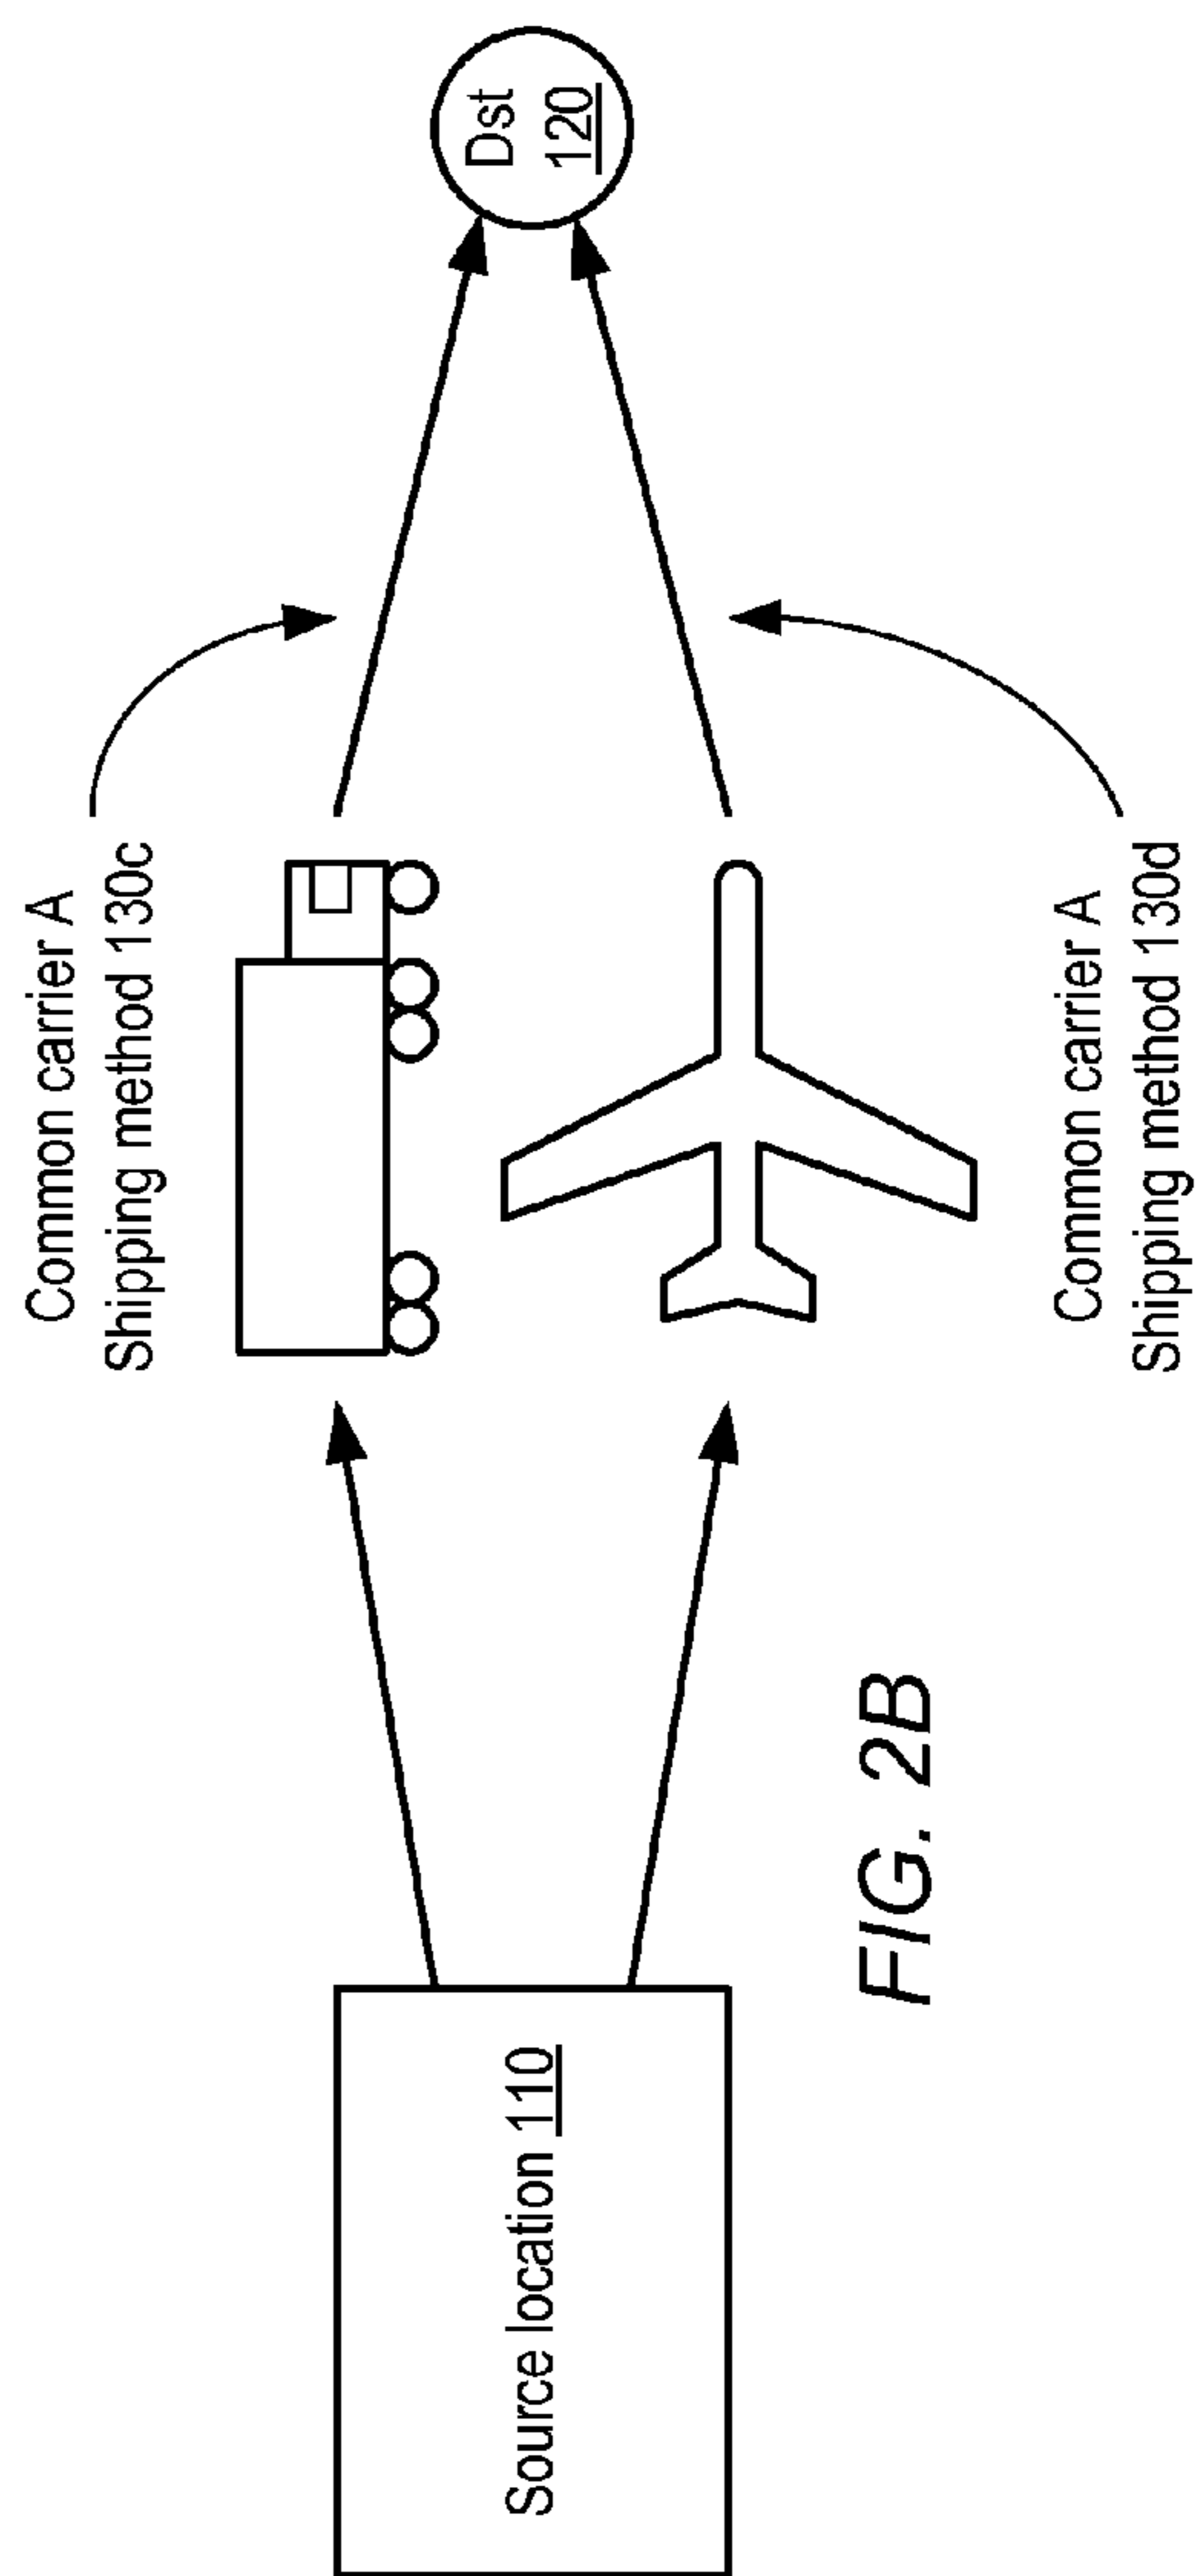 Common carrier A
Shipping method 130c
Dst
120
Source location 110
Common carrier A
Shipping method 130d
FIG. 2B